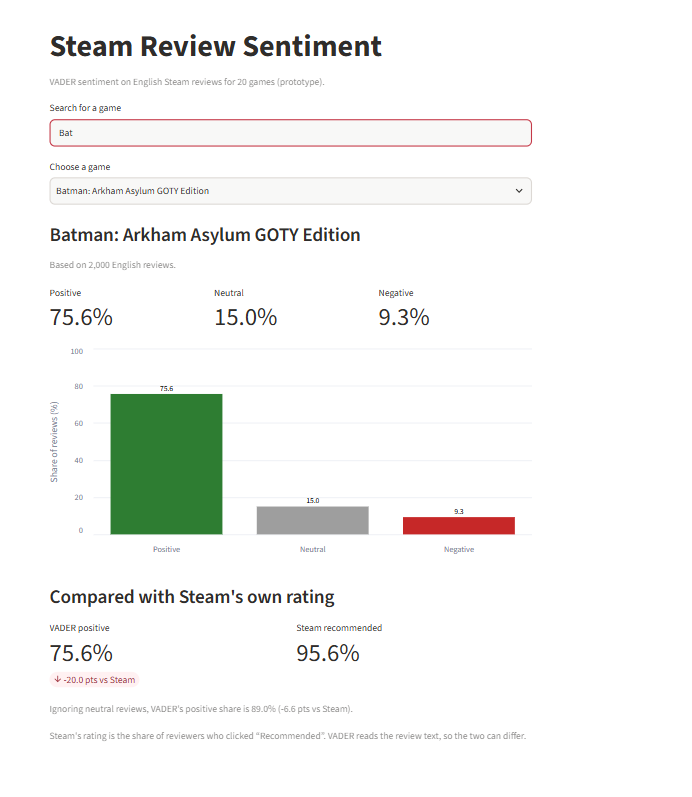 Steam Review Sentiment
VADER sentiment on English Steam reviews for 20 games (prototype).
Search for a game
Bat
Choose a game
Batman: Arkham Asylum GOTY Edition
Batman: Arkham Asylum GOTY Edition
Based on 2,000 English reviews.
Positive Neutral Negative
75.6% 15.0% 9.3%
100
80
60
40
20
0
Share of reviews (%)
75.6
15.0
9.3
Positive Neutral Negative
Compared with Steam's own rating
VADER positive Steam recommended
75.6% 95.6%
↓ -20.0 pts vs Steam
Ignoring neutral reviews, VADER's positive share is 89.0% (-6.6 pts vs Steam).
Steam's rating is the share of reviewers who clicked “Recommended”. VADER reads the review text, so the two can differ.